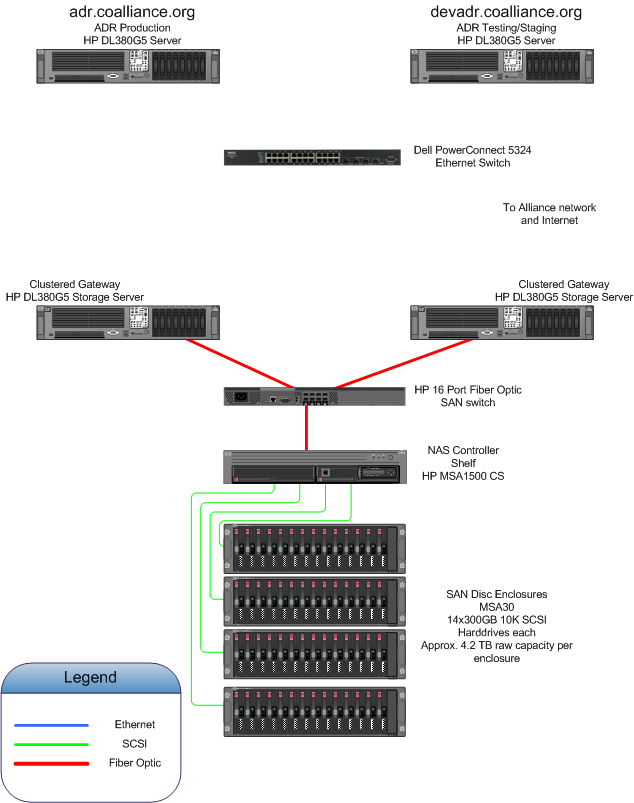 adr.coalliance.org
ADR Production
HP DL380G5 Server
devadr.coalliance.org
ADR Testing/Staging
HP DL380G5 Server
Dell PowerConnect 5324
Ethernet Switch
To Alliance network
and Internet
Clustered Gateway
HP DL380G5 Storage Server
Clustered Gateway
HP DL380G5 Storage Server
HP 16 Port Fiber Optic
SAN switch
NAS Controller
Shelf
HP MSA1500 CS
SAN Disc Enclosures
MSA30
14x300GB 10K SCSI
Harddrives each
Approx. 4.2 TB raw capacity per
enclosure
Legend
Ethernet
SCSI
Fiber Optic